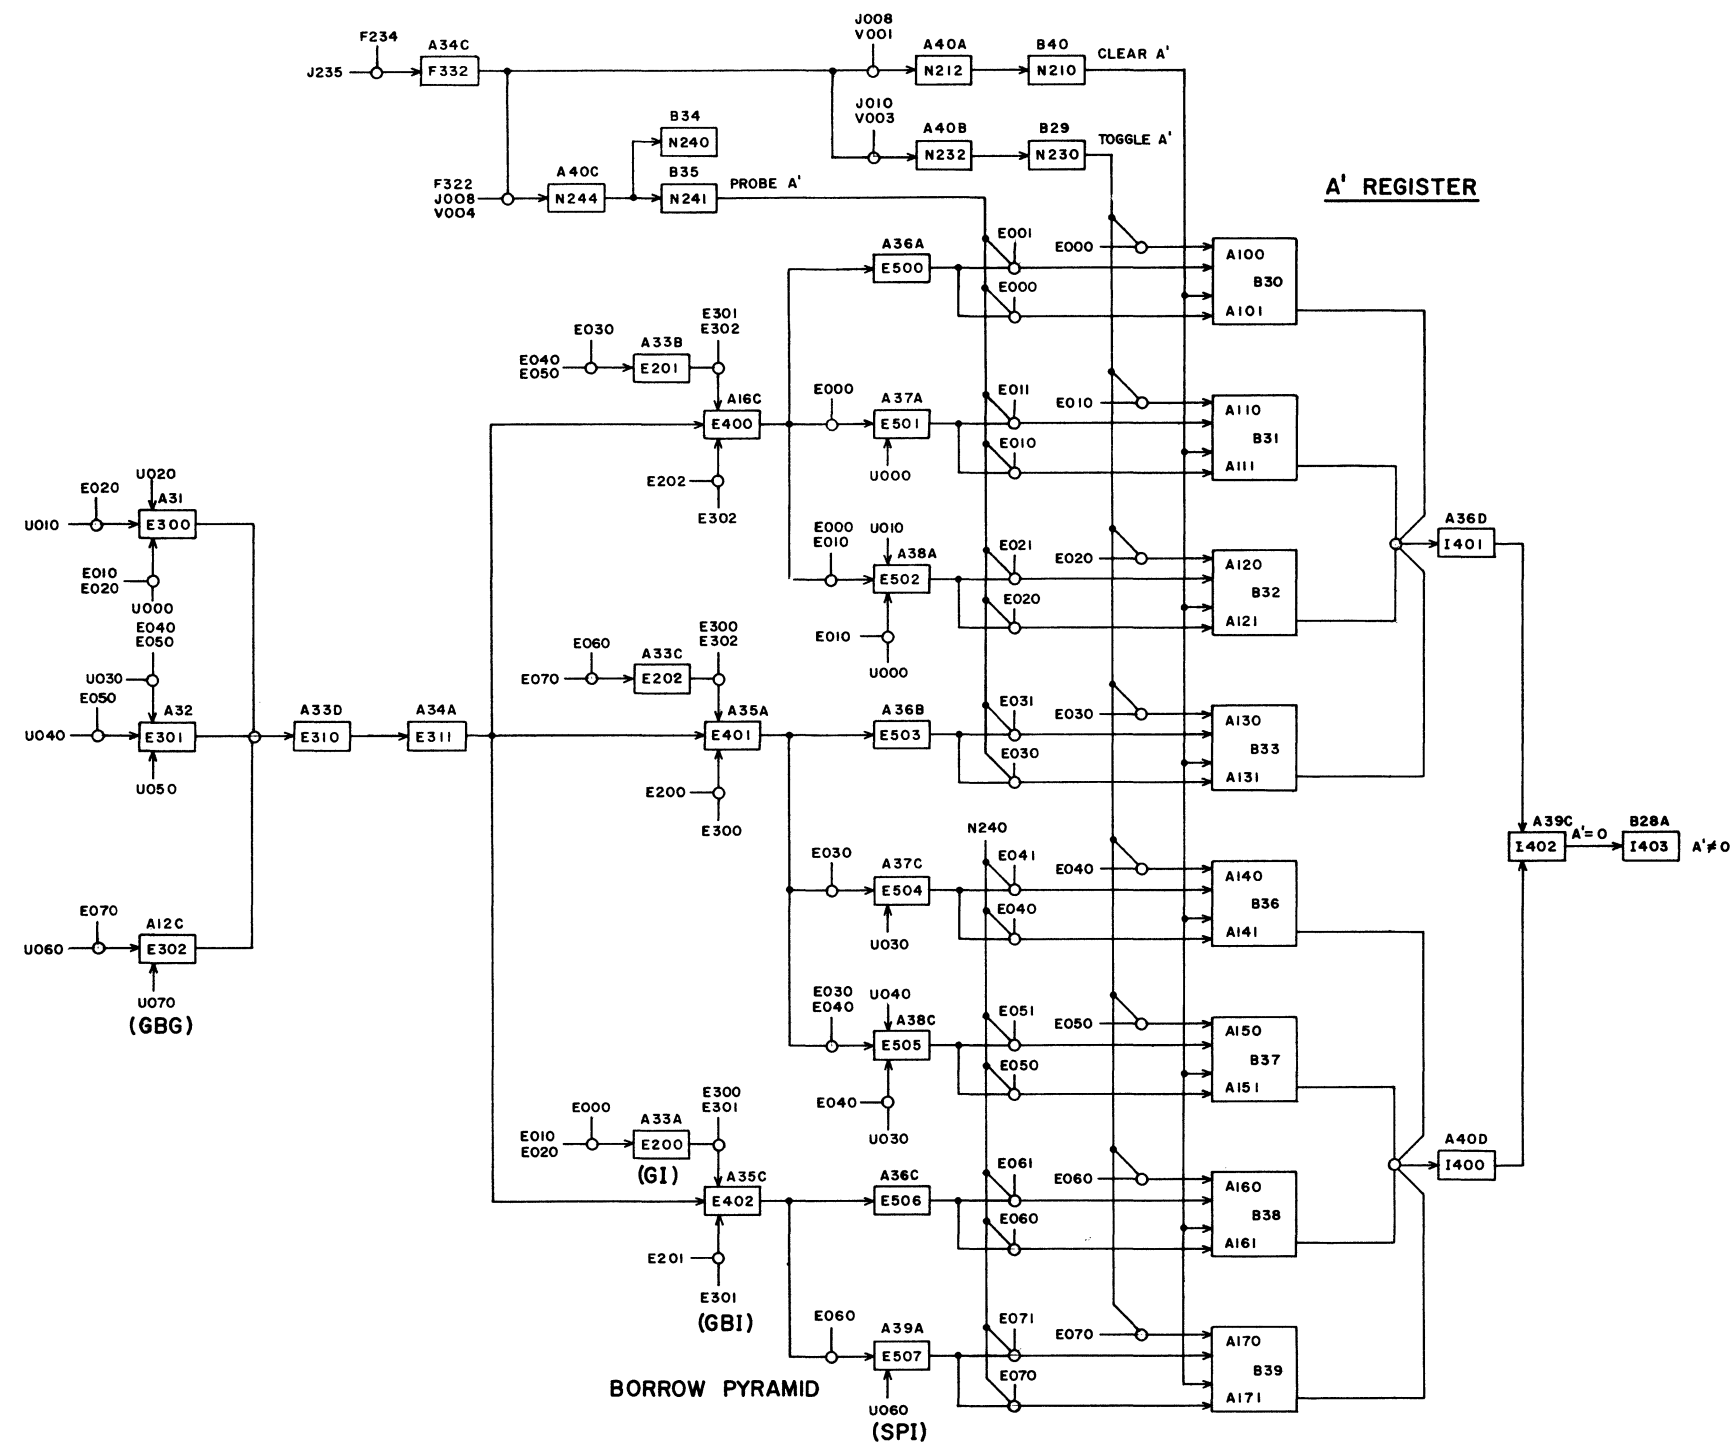 J008
V001
F234
A34C
A40A
B40
CLEAR A'
J235
F332
N212
N210
J010
V003
B34
A40B
B29
TOGGLE A'
N240
N232
N230
A40C
B35
PROBE A'
F322
J008
V004
N244
N241
A' REGISTER
A36A
E001
E000
A100
E500
B30
E000
A101
E301
E302
E030
A33B
E040
E050
E201
A16C
E000
A37A
E011
E010
A110
E400
E501
B31
E010
A111
E202
U000
E302
U020
E020
A31
U010
E300
E010
E020
U000
E000
E010
U010
A38A
E021
E020
A120
E502
B32
E020
A121
E010
U000
A36D
I401
E040
E050
U030
E050
A32
U040
E301
U050
A33D
E310
A34A
E311
E300
E302
E060
A33C
E070
E202
A35A
E401
A36B
E503
E031
E030
A130
B33
E030
A131
E200
E300
N240
A39C
A'=0
B28A
I402
I403
A'≠0
E030
A37C
E041
E040
A140
E504
B36
E040
A141
U030
E070
A12C
U060
E302
U070
(GBG)
E030
E040
U040
A38C
E051
E050
A150
E505
B37
E050
A151
E040
U030
E300
E301
E000
A33A
E010
E020
E200
(GI)
A35C
E402
A36C
E506
E061
E060
A160
B38
E060
A161
A40D
I400
E201
E301
(GBI)
E060
A39A
E071
E070
A170
E507
B39
E070
A171
U060
(SPI)
BORROW PYRAMID